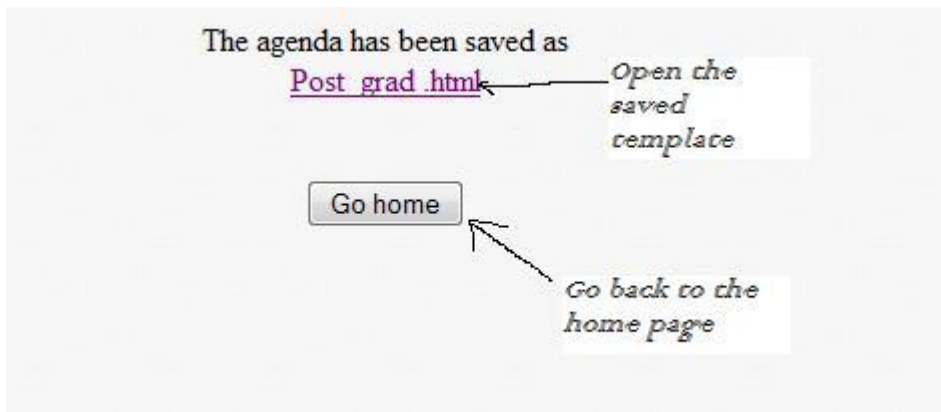 The agenda has been saved as
Post_grad .html
Open the
saved
template
Go home
Go back to the
home page